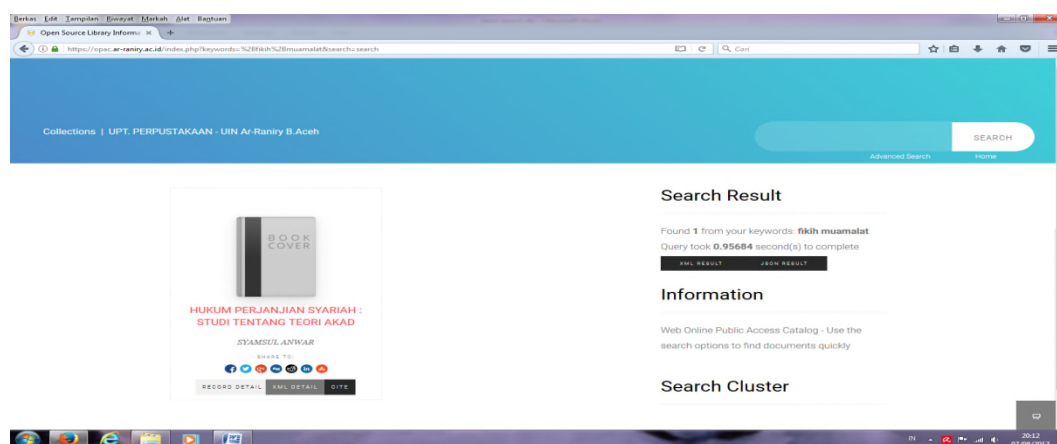 Berkas Edit Tampilan Riwayat Markah Alat Bantuan
Open Source Library Informa
https://opac.ar-raniry.ac.id/index.php?keywords=%2Bfikih%2Bmuamalat&search=search
Cari
Collections | UPT. PERPUSTAKAAN - UIN Ar-Raniry B.Aceh
SEARCH
Advanced Search Home
BOOK
COVER
HUKUM PERJANJIAN SYARIAH :
STUDI TENTANG TEORI AKAD
SYAMSUL ANWAR
SHARE TO:
RECORD DETAIL XML DETAIL CITE
Search Result
Found 1 from your keywords: fikih muamalat
Query took 0.95684 second(s) to complete
XML RESULT JSON RESULT
Information
Web Online Public Access Catalog - Use the
search options to find documents quickly
Search Cluster
IN
20:12